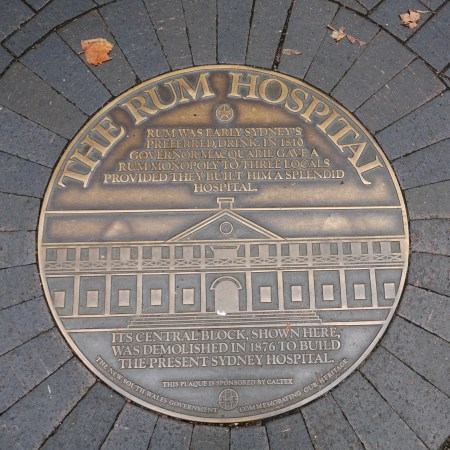 THE RUM HOSPITAL
RUM WAS EARLY SYDNEY'S
PREFERRED DRINK. IN 1810
GOVERNOR MACQUARIE GAVE A
RUM MONOPOLY TO THREE LOCALS
PROVIDED THEY BUILT HIM A SPLENDID
HOSPITAL.
ITS CENTRAL BLOCK, SHOWN HERE,
WAS DEMOLISHED IN 1876 TO BUILD
THE PRESENT SYDNEY HOSPITAL.
THIS PLAQUE IS SPONSORED BY CALTEX
THE NEW SOUTH WALES GOVERNMENT COMMEMORATING OUR HERITAGE